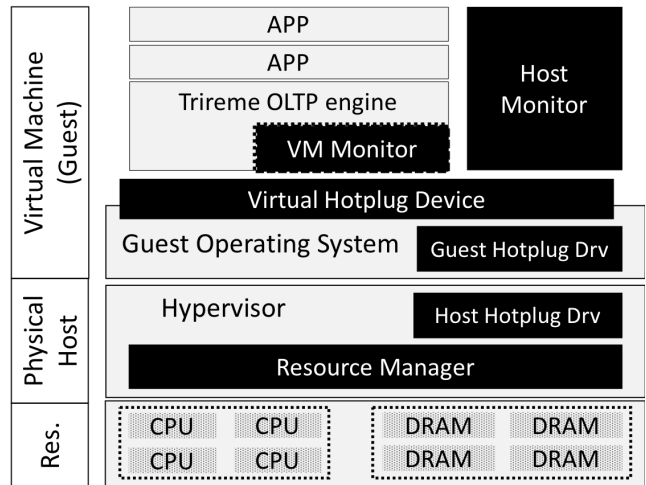 Virtual Machine
(Guest)
APP
APP
Trireme OLTP engine
VM Monitor
Host
Monitor
Virtual Hotplug Device
Guest Operating System
Guest Hotplug Drv
Physical
Host
Hypervisor
Host Hotplug Drv
Resource Manager
Res.
CPU CPU DRAM DRAM
CPU CPU DRAM DRAM